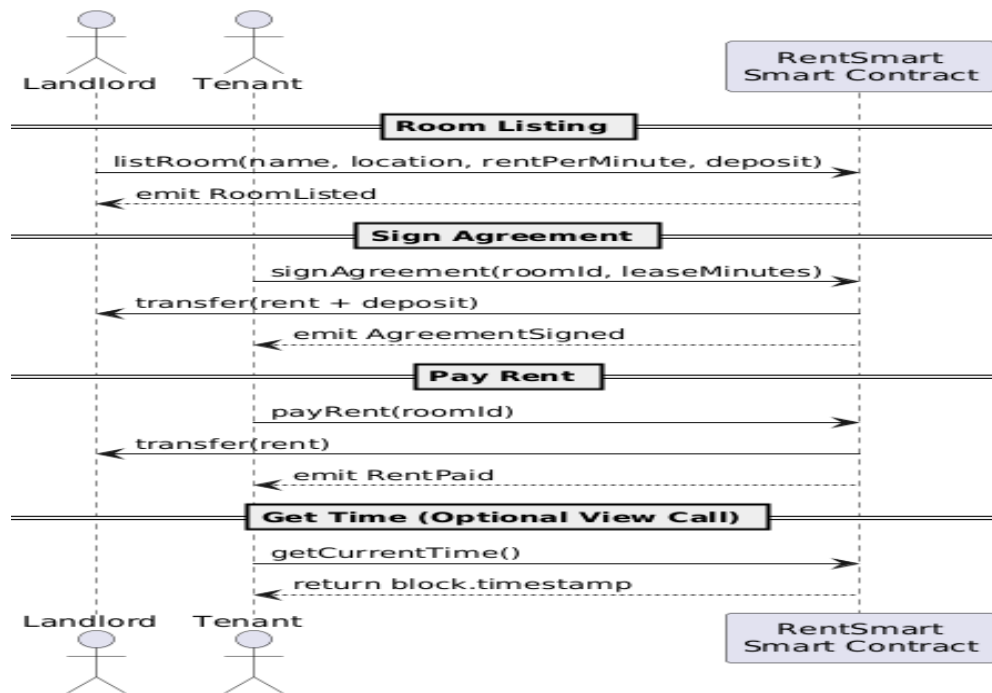 Landlord
Tenant
RentSmart
Smart Contract
Room Listing
listRoom(name, location, rentPerMinute, deposit)
emit RoomListed
Sign Agreement
signAgreement(roomId, leaseMinutes)
transfer(rent + deposit)
emit AgreementSigned
Pay Rent
payRent(roomId)
transfer(rent)
emit RentPaid
Get Time (Optional View Call)
getCurrentTime()
return block.timestamp
Landlord
Tenant
RentSmart
Smart Contract